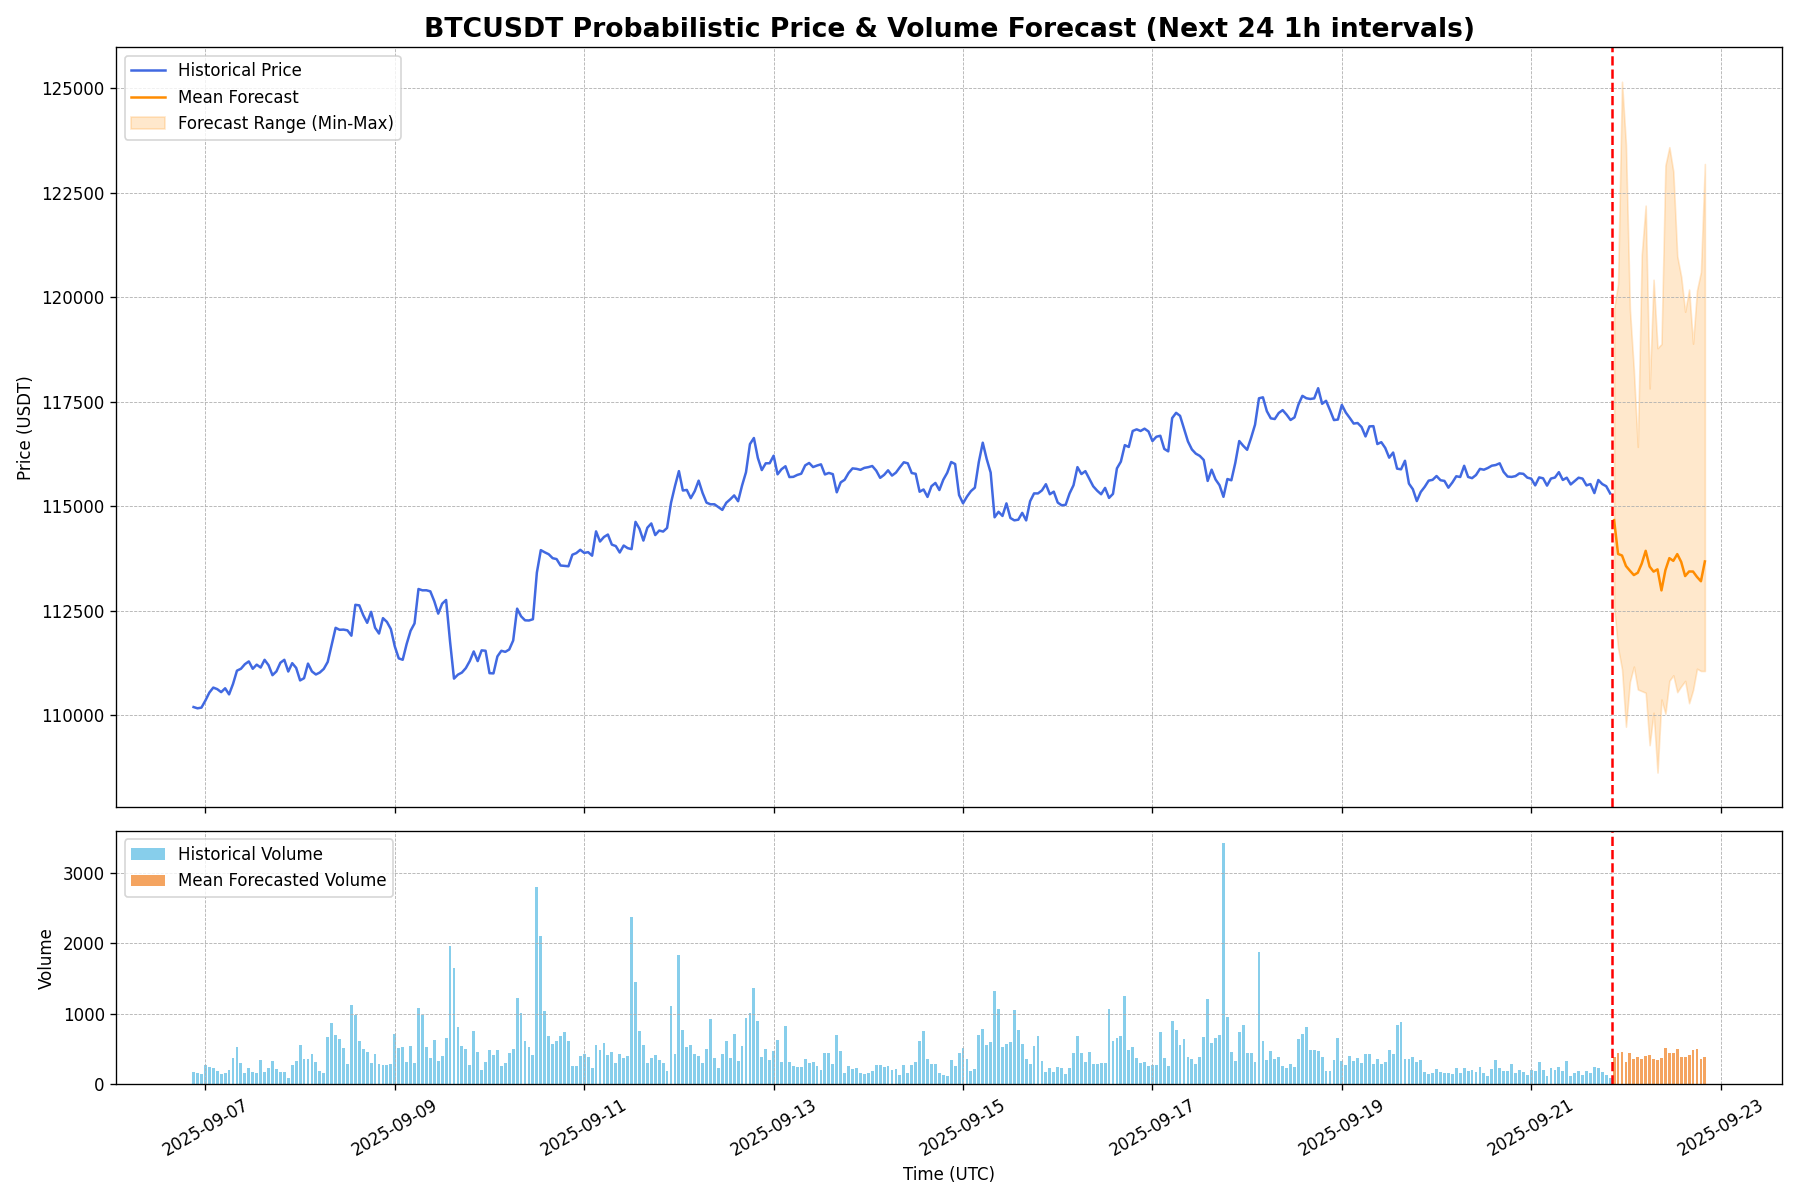 BTCUSDT Probabilistic Price & Volume Forecast (Next 24 1h intervals)
Historical Price
Mean Forecast
Forecast Range (Min-Max)
Price (USDT)
125000
122500
120000
117500
115000
112500
110000
Historical Volume
Mean Forecasted Volume
Volume
3000
2000
1000
0
2025-09-07
2025-09-09
2025-09-11
2025-09-13
2025-09-15
2025-09-17
2025-09-19
2025-09-21
2025-09-23
Time (UTC)